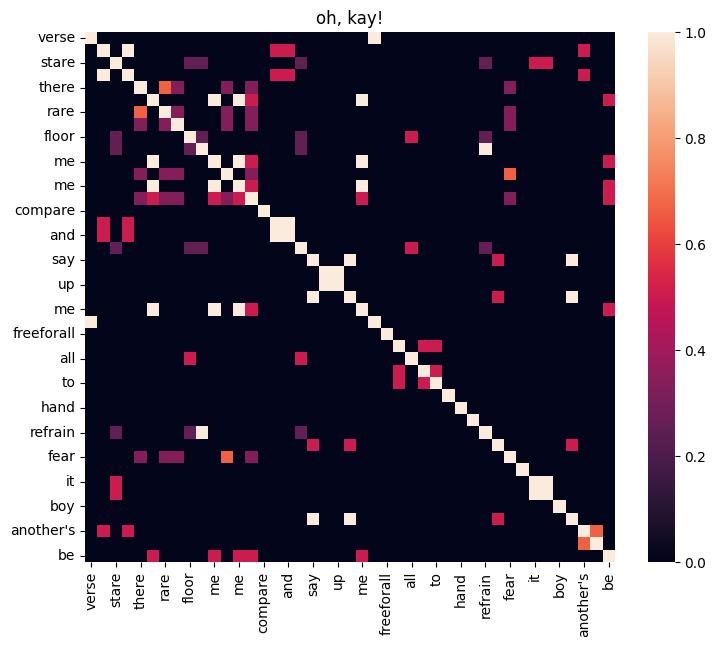 oh, kay!
verse
stare
there
rare
floor
me
me
compare
and
say
up
me
freeforall
all
to
hand
refrain
fear
it
boy
another's
be
1.0
0.8
0.6
0.4
0.2
0.0
verse
stare
there
rare
floor
me
me
compare
and
say
up
me
freeforall
all
to
hand
refrain
fear
it
boy
another's
be